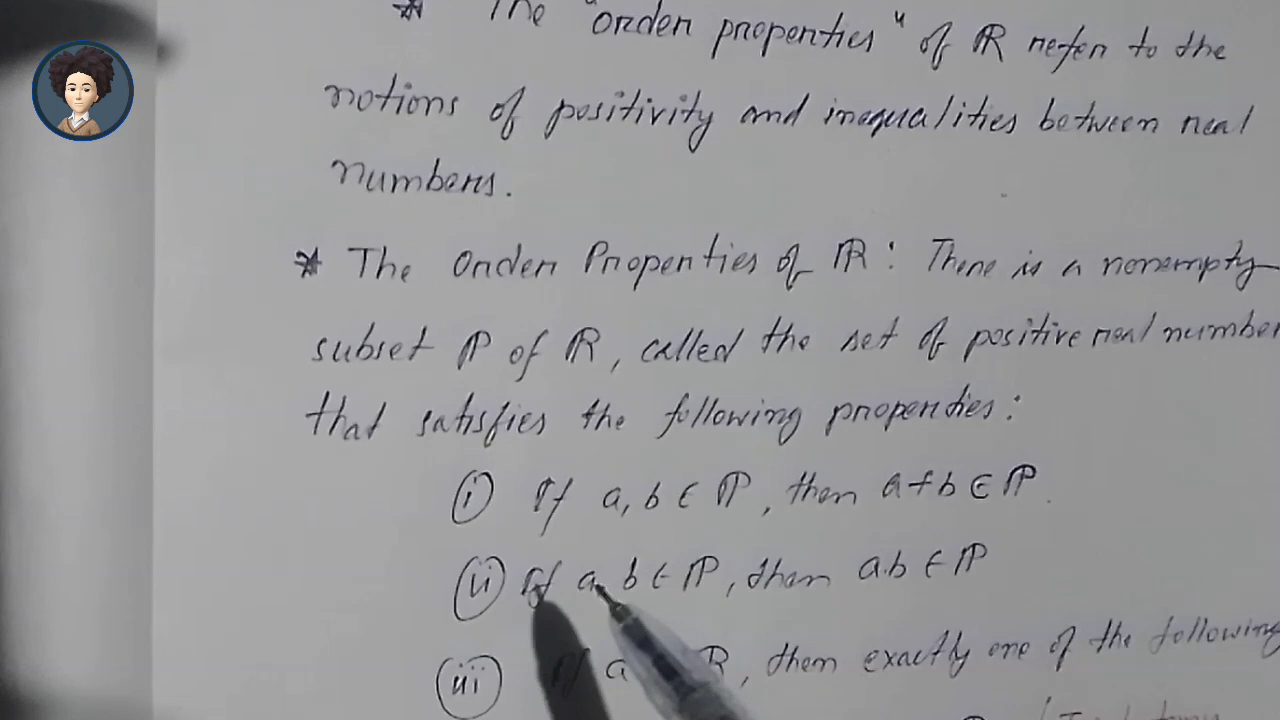 * The "order properties" of ℝ refer to the
notions of positivity and inequalities between real
numbers.
* The Order Properties of ℝ : There is a nonempty
subset ℙ of ℝ, called the set of positive real number
that satisfies the following properties :
(i) If a, b ∈ ℙ, then a+b ∈ ℙ.
(ii) If a, b ∈ ℙ, then a.b ∈ ℙ
(iii) If a ℝ, then exactly one of the following